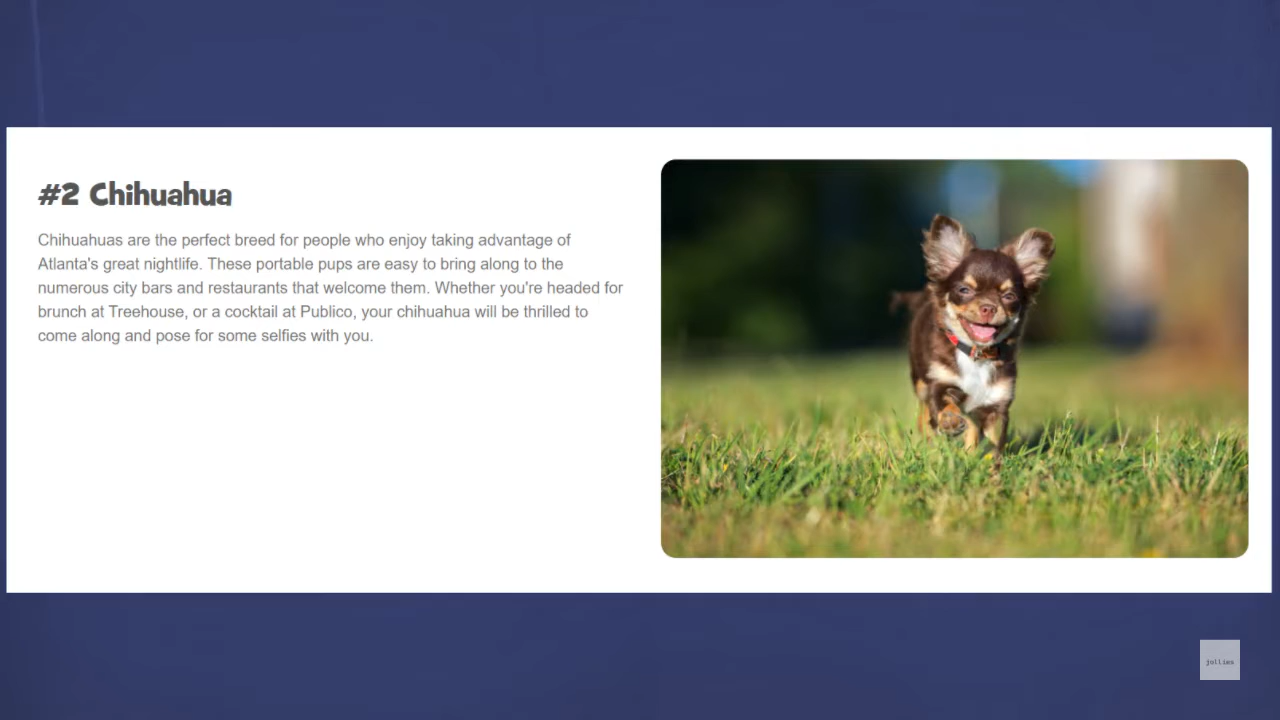 #2 Chihuahua
Chihuahuas are the perfect breed for people who enjoy taking advantage of
Atlanta's great nightlife. These portable pups are easy to bring along to the
numerous city bars and restaurants that welcome them. Whether you're headed for
brunch at Treehouse, or a cocktail at Publico, your chihuahua will be thrilled to
come along and pose for some selfies with you.
jollies